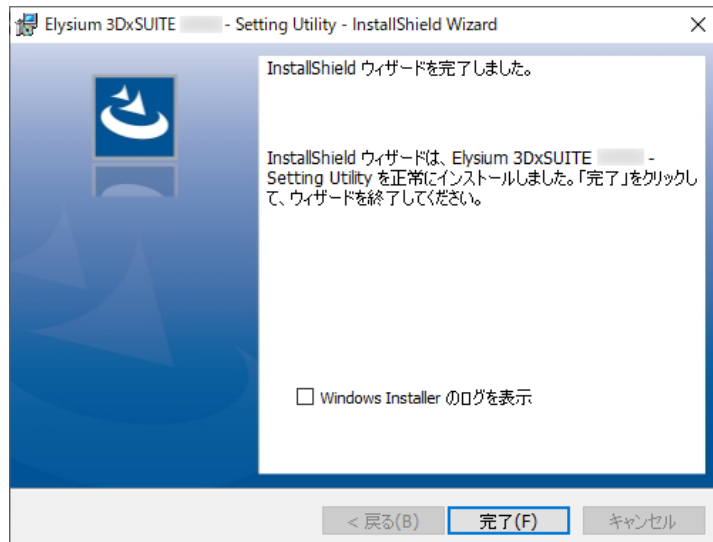 Elysium 3DxSUITE - Setting Utility - InstallShield Wizard
InstallShield ウィザードを完了しました。
InstallShield ウィザードは、Elysium 3DxSUITE -
Setting Utility を正常にインストールしました。「完了」をクリックし
て、ウィザードを終了してください。
Windows Installer のログを表示
< 戻る(B)
完了(F)
キャンセル